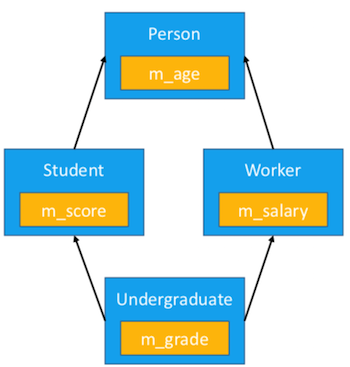 Person
m_age
Student
m_score
Worker
m_salary
Undergraduate
m_grade